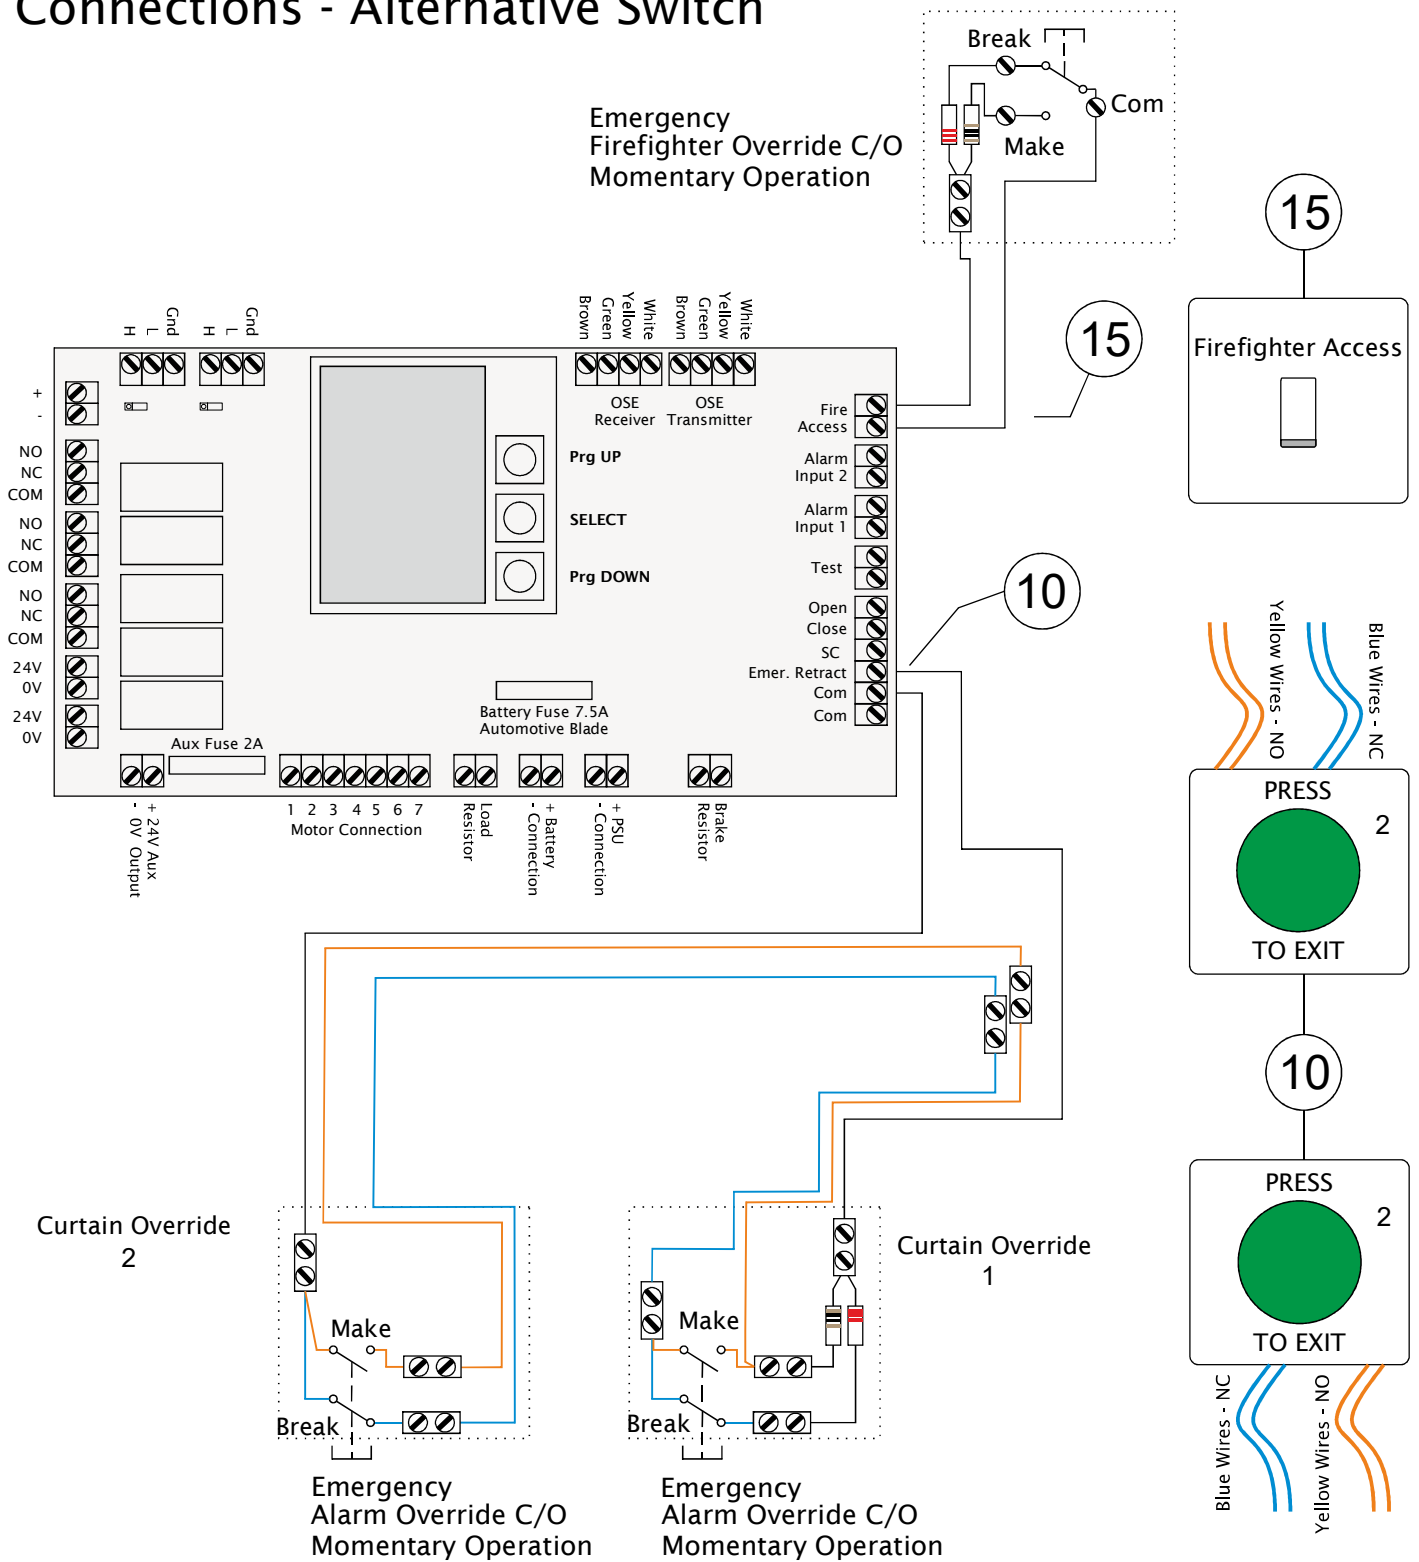 Connections - Alternative Switch
Break
Com
Make
Emergency
Firefighter Override C/O
Momentary Operation
15
15
Firefighter Access
H
L
Gnd
H
L
Gnd
Brown
Green
Yellow
White
Brown
Green
Yellow
White
OSE
Receiver
OSE
Transmitter
+
-
NO
NC
COM
NO
NC
COM
NO
NC
COM
24V
0V
24V
0V
Prg UP
SELECT
Prg DOWN
Fire
Access
Alarm
Input 2
Alarm
Input 1
Test
Open
Close
SC
Emer. Retract
Com
Com
10
Battery Fuse 7.5A
Automotive Blade
Aux Fuse 2A
+ 24V Aux
- 0V Output
1 2 3 4 5 6 7
Motor Connection
Load
Resistor
+ Battery
- Connection
+ PSU
- Connection
Brake
Resistor
Yellow Wires - NO
Blue Wires - NC
PRESS
2
TO EXIT
10
PRESS
2
TO EXIT
Blue Wires - NC
Yellow Wires - NO
Curtain Override
2
Make
Break
Emergency
Alarm Override C/O
Momentary Operation
Curtain Override
1
Make
Break
Emergency
Alarm Override C/O
Momentary Operation